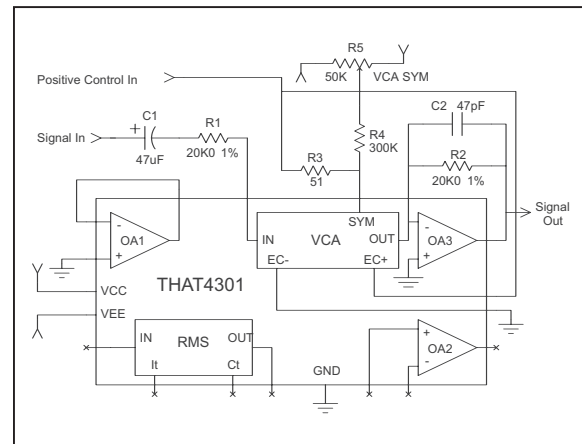 R5
50K
VCA SYM
Positive Control In
C1
+
Signal In
47uF
R1
20K0 1%
R4
300K
R3
51
C2 47pF
R2
20K0 1%
Signal
Out
SYM
IN
VCA
OUT
EC-
EC+
-
+
OA1
-
+
OA3
VCC
VEE
THAT4301
IN
RMS
OUT
It
Ct
GND
+
-
OA2